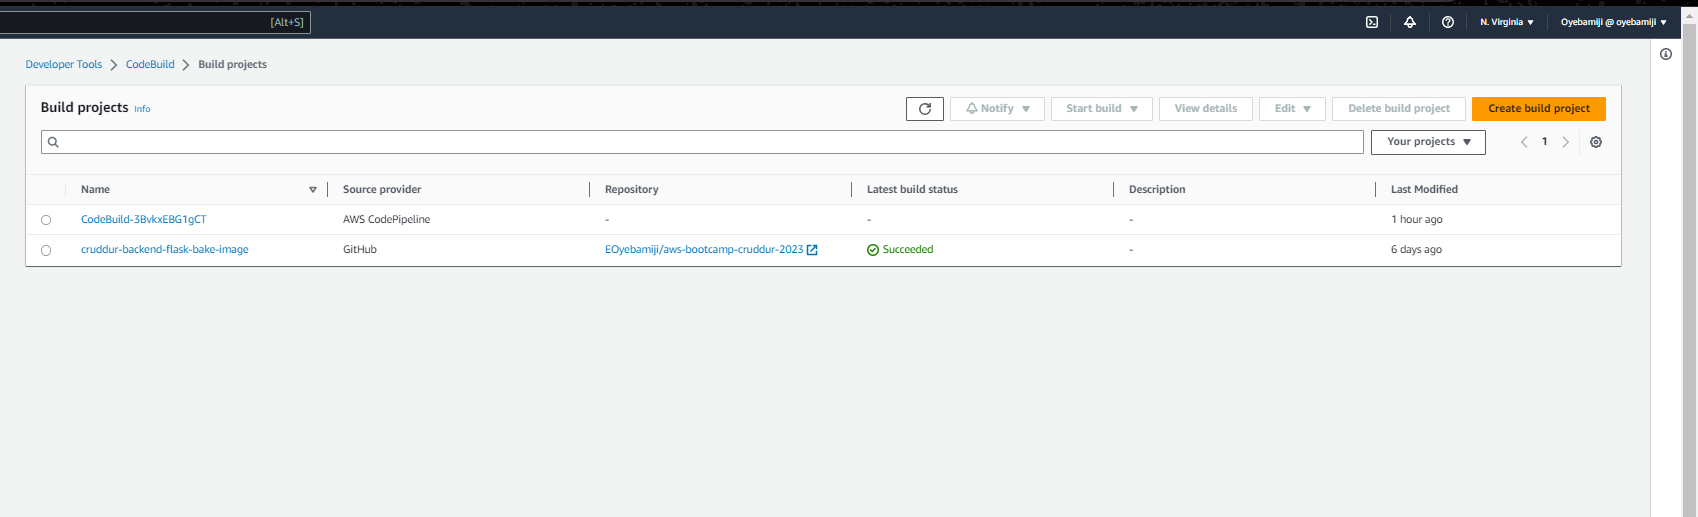 [Alt+S]
N. Virginia
Oyebamiji @ oyebamiji
Developer Tools
CodeBuild
Build projects
Build projects
Info
Notify
Start build
View details
Edit
Delete build project
Create build project
Your projects
1
Name
Source provider
Repository
Latest build status
Description
Last Modified
CodeBuild-3BvkxEBG1gCT
AWS CodePipeline
-
-
-
1 hour ago
cruddur-backend-flask-bake-image
GitHub
EOyebamiji/aws-bootcamp-cruddur-2023
Succeeded
-
6 days ago